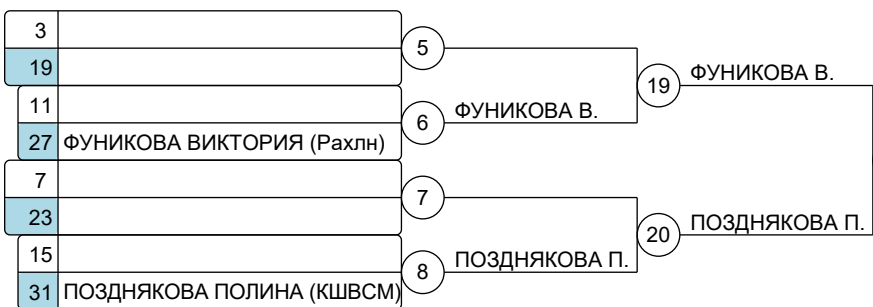 3
5
19
19 ФУНИКОВА В.
11
6 ФУНИКОВА В.
27 ФУНИКОВА ВИКТОРИЯ (Рахлн)
7
7
23
20 ПОЗДНЯКОВА П.
15
8 ПОЗДНЯКОВА П.
31 ПОЗДНЯКОВА ПОЛИНА (КШВСМ)